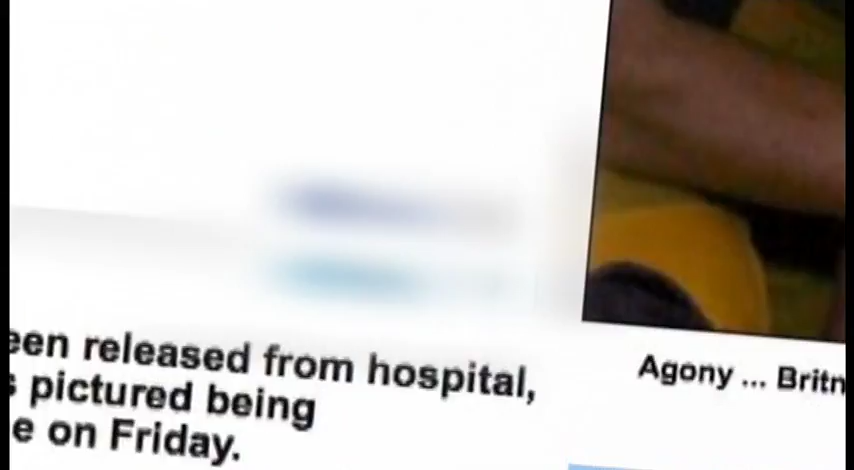 een released from hospital,
s pictured being
e on Friday.
Agony ... Britn